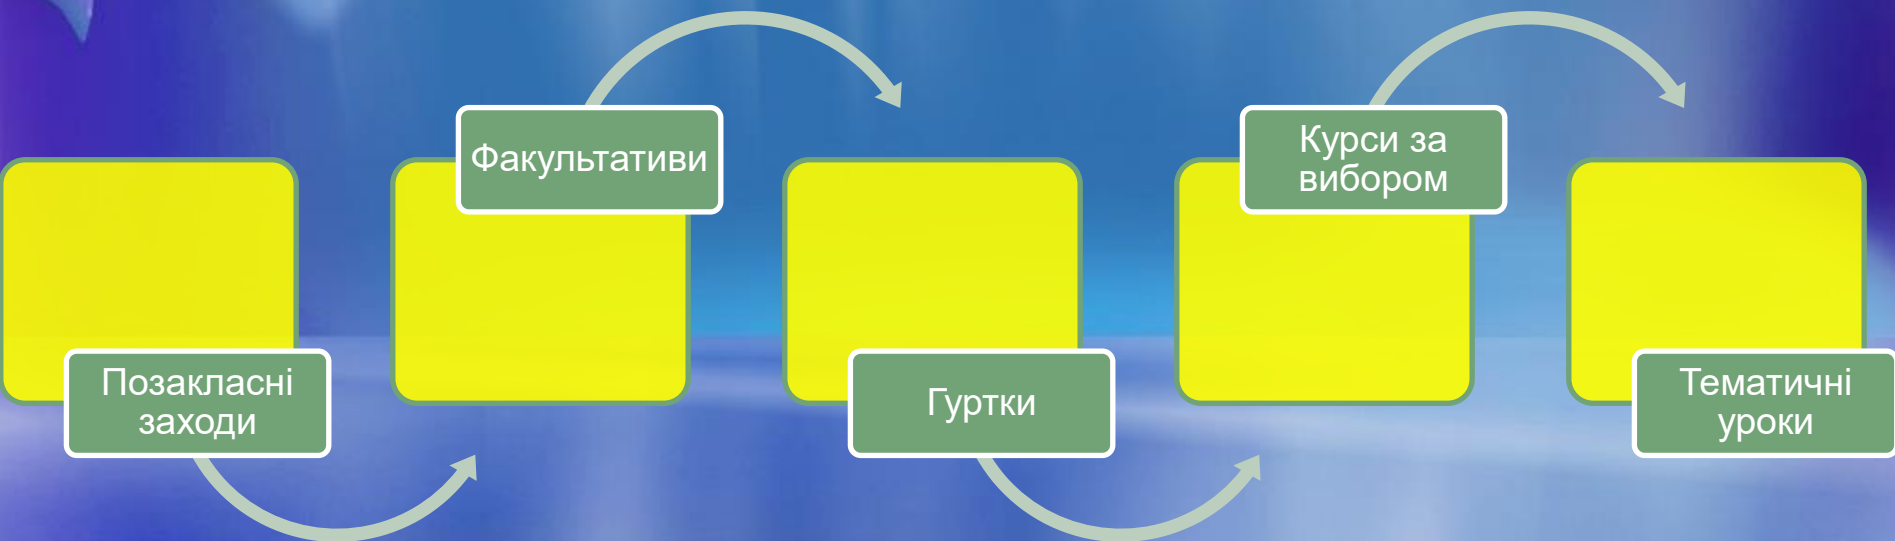 Позакласні
заходи
Факультативи
Гуртки
Курси за
вибором
Тематичні
уроки